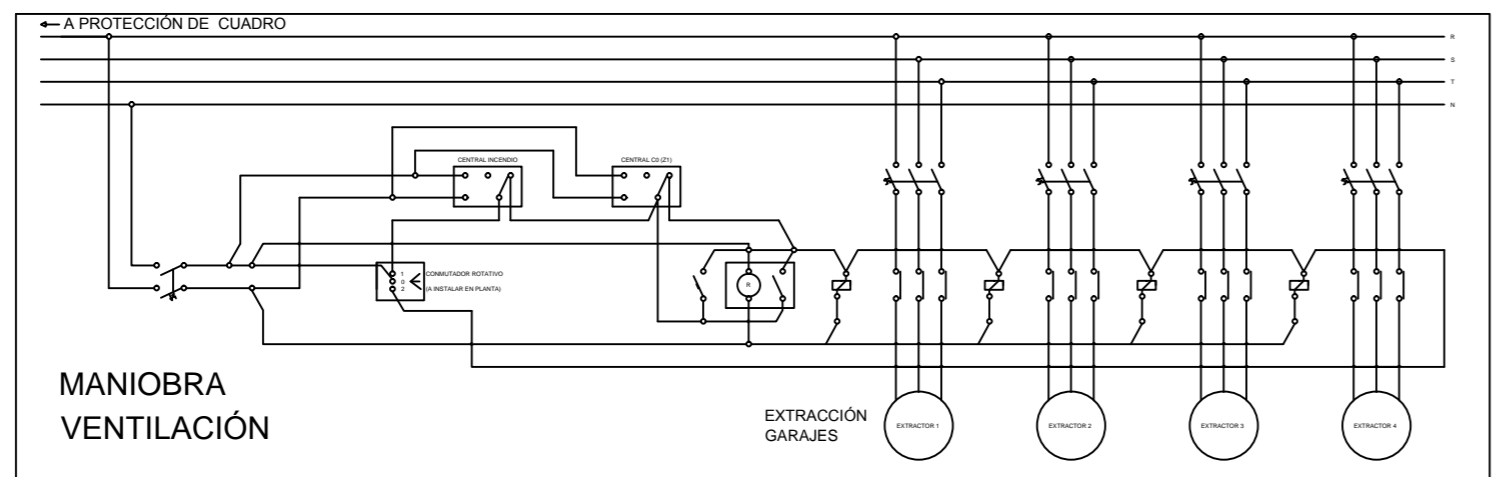 A PROTECCIÓN DE CUADRO
R
S
T
N
CENTRAL INCENDIO
CENTRAL C0 (Z1)
1 CONMUTADOR ROTATIVO
0
2 (A INSTALAR EN PLANTA)
R
MANIOBRA
VENTILACIÓN
EXTRACCIÓN
GARAJES
EXTRACTOR 1
EXTRACTOR 2
EXTRACTOR 3
EXTRACTOR 4